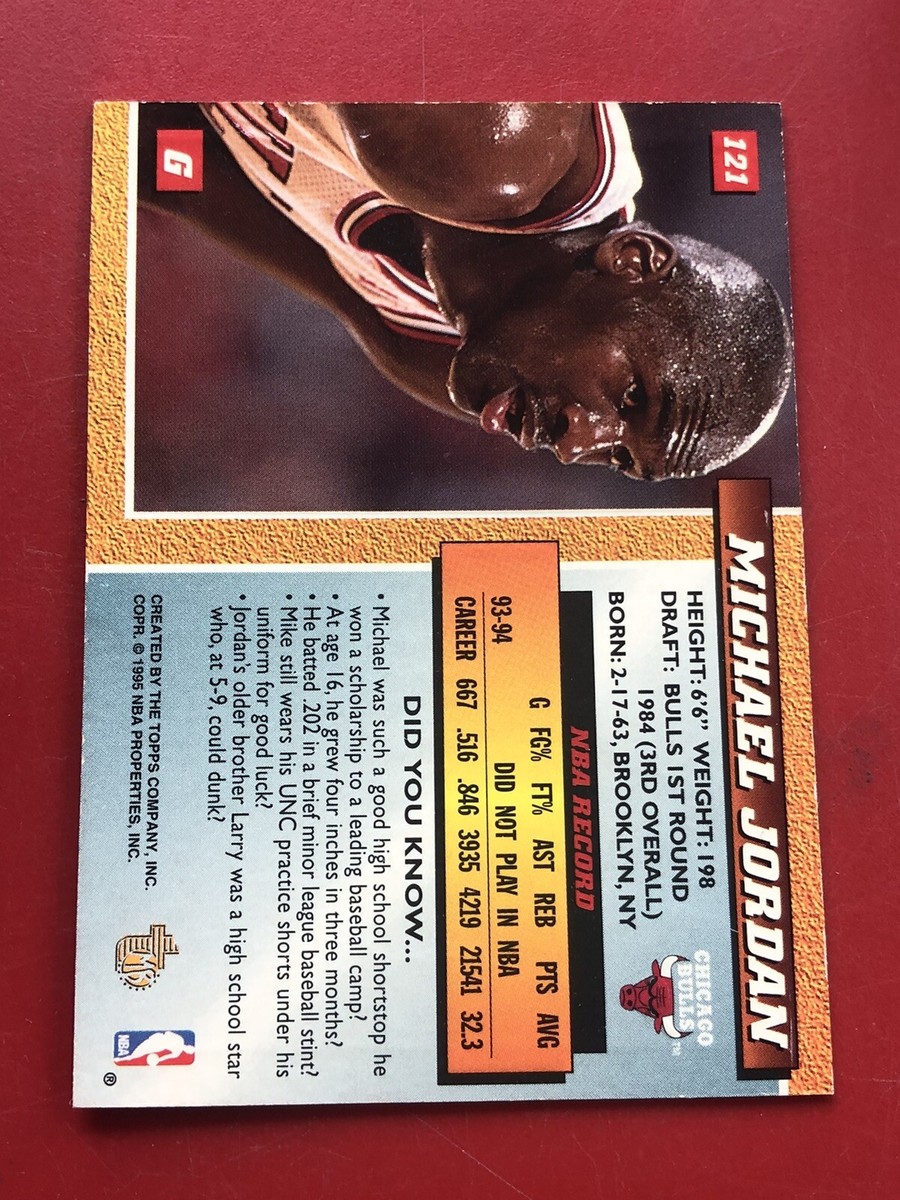 121
G
MICHAEL JORDAN
HEIGHT: 6'6" WEIGHT: 198
DRAFT: BULLS 1ST ROUND
1984 (3RD OVERALL)
BORN: 2-17-63, BROOKLYN, NY
CHICAGO
BULLS
TM
NBA RECORD
G FG% FT% AST REB PTS AVG
93-94 DID NOT PLAY IN NBA
CAREER 667 .516 .846 3935 4219 21541 32.3
DID YOU KNOW...
• Michael was such a good high school shortstop he
won a scholarship to a leading baseball camp?
• At age 16, he grew four inches in three months?
• He batted .202 in a brief minor league baseball stint?
• Mike still wears his UNC practice shorts under his
uniform for good luck?
• Jordan's older brother Larry was a high school star
who, at 5-9, could dunk?
CREATED BY THE TOPPS COMPANY, INC.
COPR. © 1995 NBA PROPERTIES, INC.
NBA
®